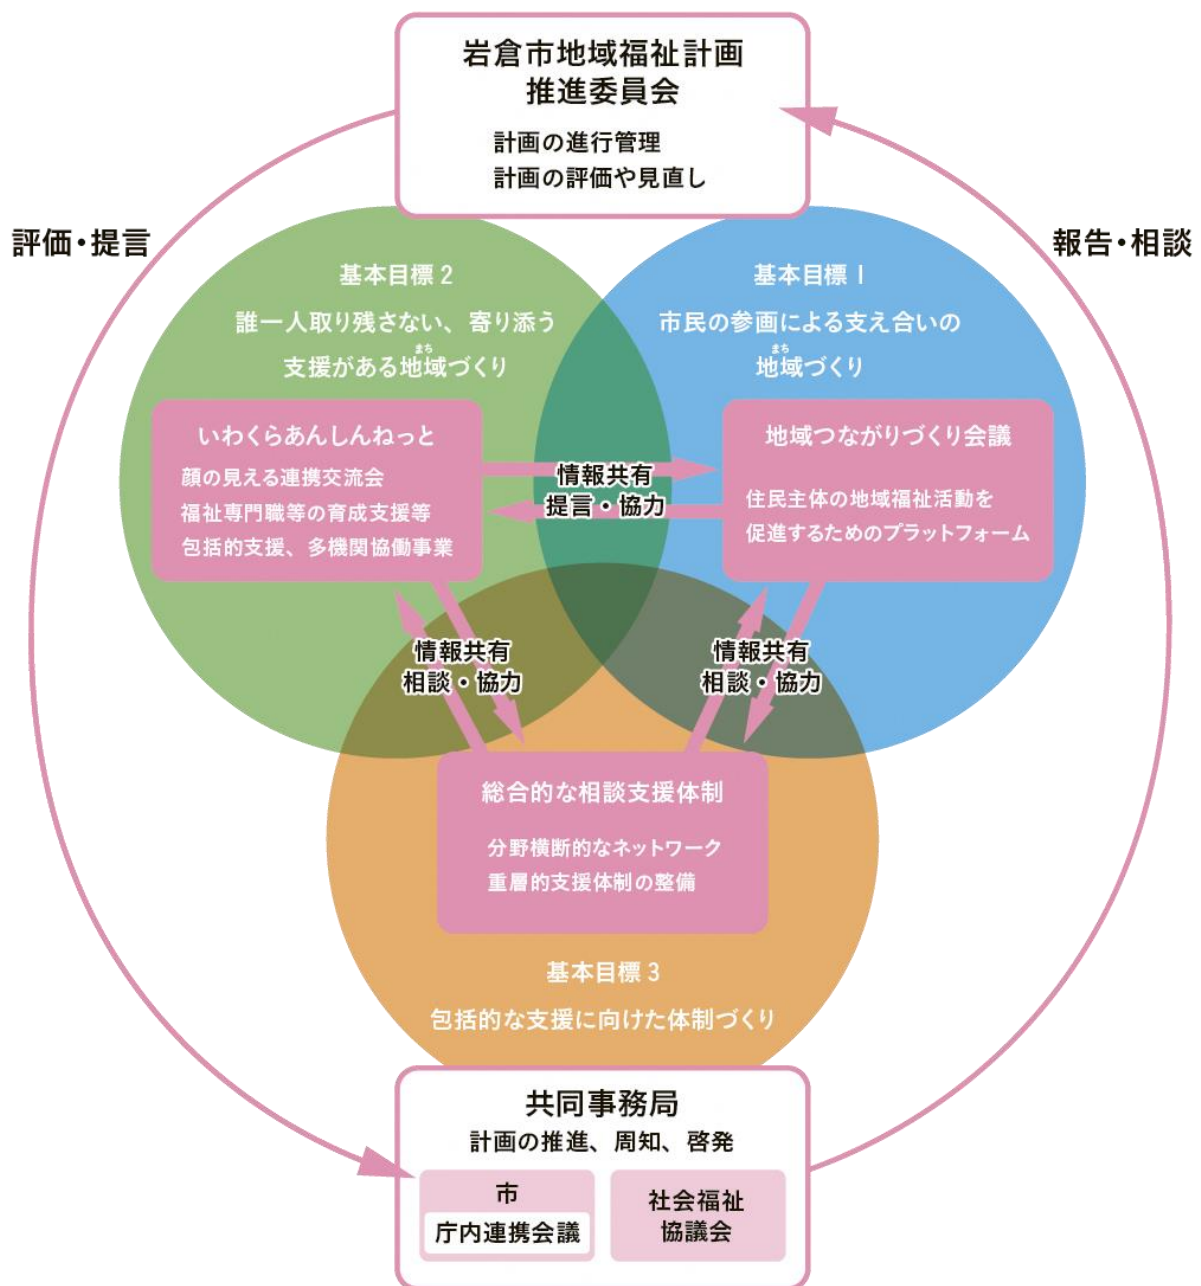 岩倉市地域福祉計画
推進委員会
計画の進行管理
計画の評価や見直し
評価・提言
報告・相談
基本目標 2
誰一人取り残さない、寄り添う
まち
支援がある地域づくり
基本目標 1
市民の参画による支え合いの
まち
地域づくり
いわくらあんしんねっと
顔の見える連携交流会
福祉専門職等の育成支援等
包括的支援、多機関協働事業
情報共有
提言・協力
地域つながりづくり会議
住民主体の地域福祉活動を
促進するためのプラットフォーム
情報共有
相談・協力
情報共有
相談・協力
総合的な相談支援体制
分野横断的なネットワーク
重層的支援体制の整備
基本目標 3
包括的な支援に向けた体制づくり
共同事務局
計画の推進、周知、啓発
市
庁内連携会議
社会福祉
協議会